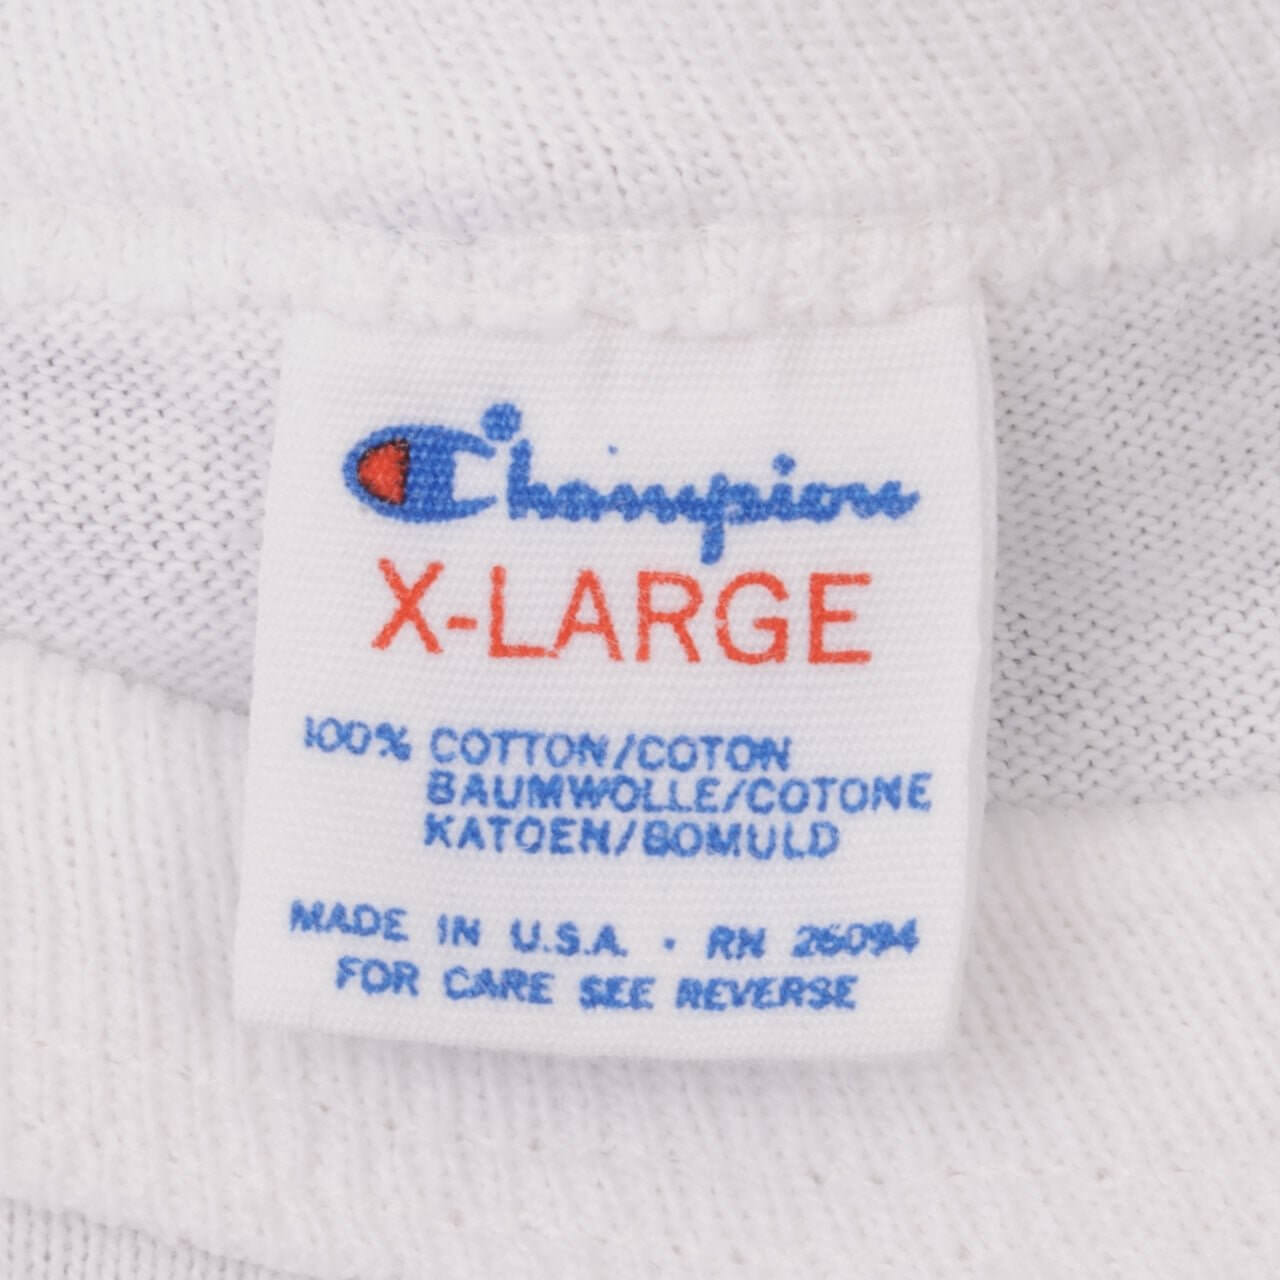 Champion
X-LARGE
100% COTTON/COTON
BAUMWOLLE/COTONE
KATOEN/BOMULD
MADE IN U.S.A. · RN 26094
FOR CARE SEE REVERSE